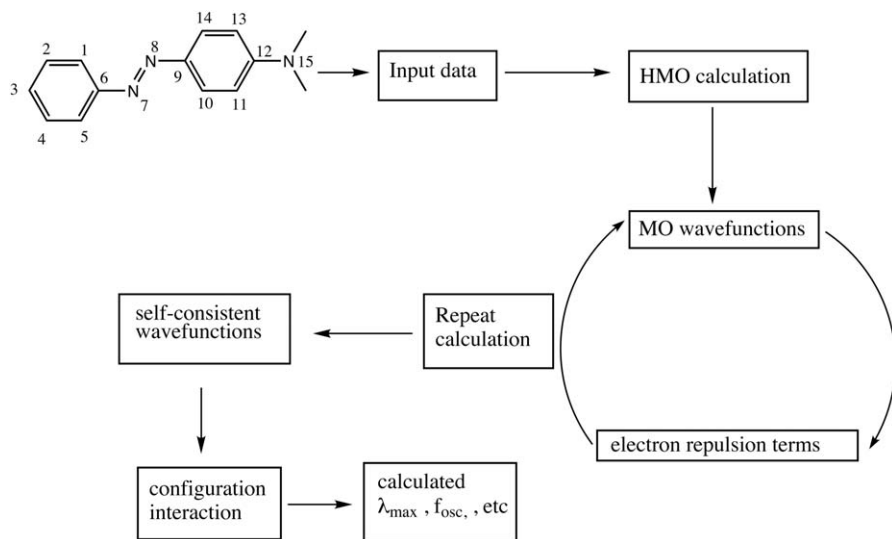 14
13
2
1
8
12
N
15
N
Input data
HMO calculation
3
6
9
N
7
10
11
4
5
MO wavefunctions
self-consistent
wavefunctions
Repeat
calculation
electron repulsion terms
configuration
interaction
calculated
λmax , fosc, , etc